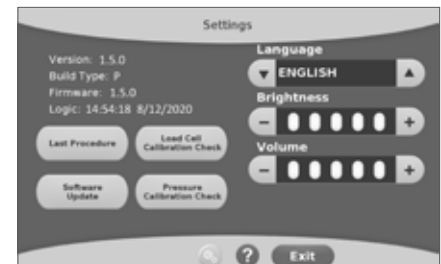 Settings
Version: 1.5.0
Build Type: P
Firmware: 1.5.0
Logic: 14:54:18 8/12/2020
Last Procedure
Load Cell
Calibration Check
Software
Update
Pressure
Calibration Check
Language
▼ ENGLISH ▲
Brightness
− +
Volume
− +
? Exit